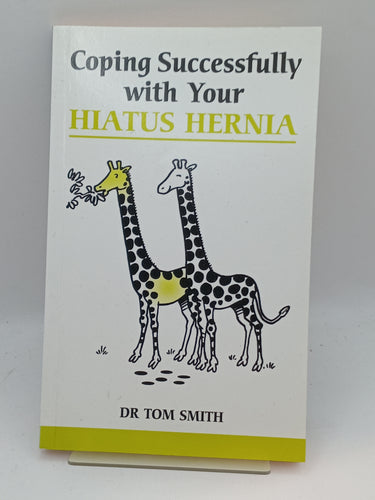 Coping Successfully
with Your
HIATUS HERNIA
DR TOM SMITH